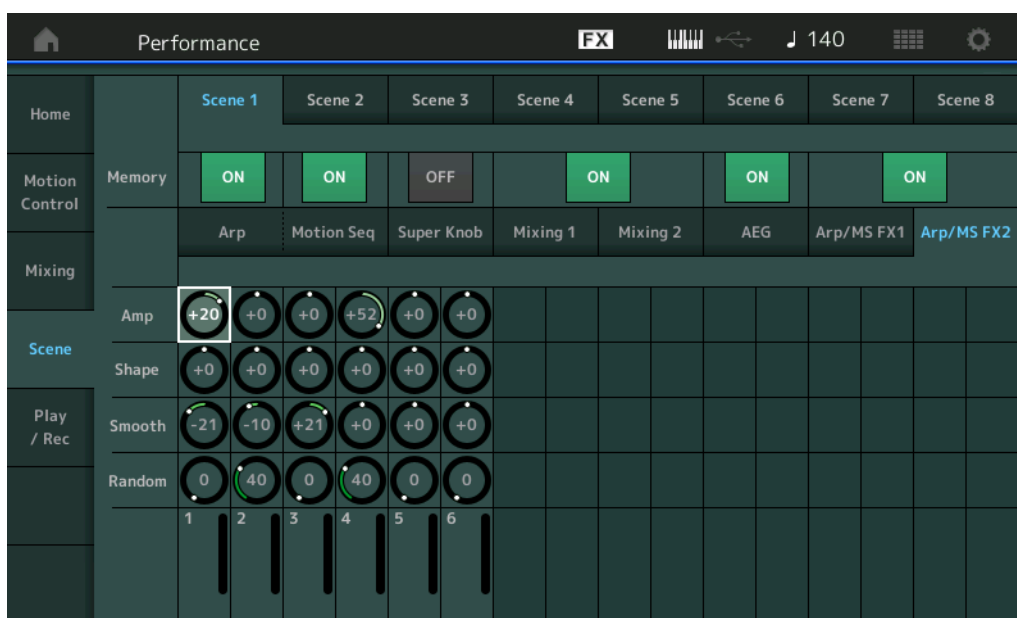 Performance FX 140
Scene 1 Scene 2 Scene 3 Scene 4 Scene 5 Scene 6 Scene 7 Scene 8
Home
Motion
Control
Mixing
Scene
Play
/ Rec
Memory ON ON OFF ON ON ON
Arp Motion Seq Super Knob Mixing 1 Mixing 2 AEG Arp/MS FX1 Arp/MS FX2
Amp +20 +0 +0 +52 +0 +0
Shape +0 +0 +0 +0 +0 +0
Smooth -21 -10 +21 +0 +0 +0
Random 0 40 0 40 0 0
1 2 3 4 5 6